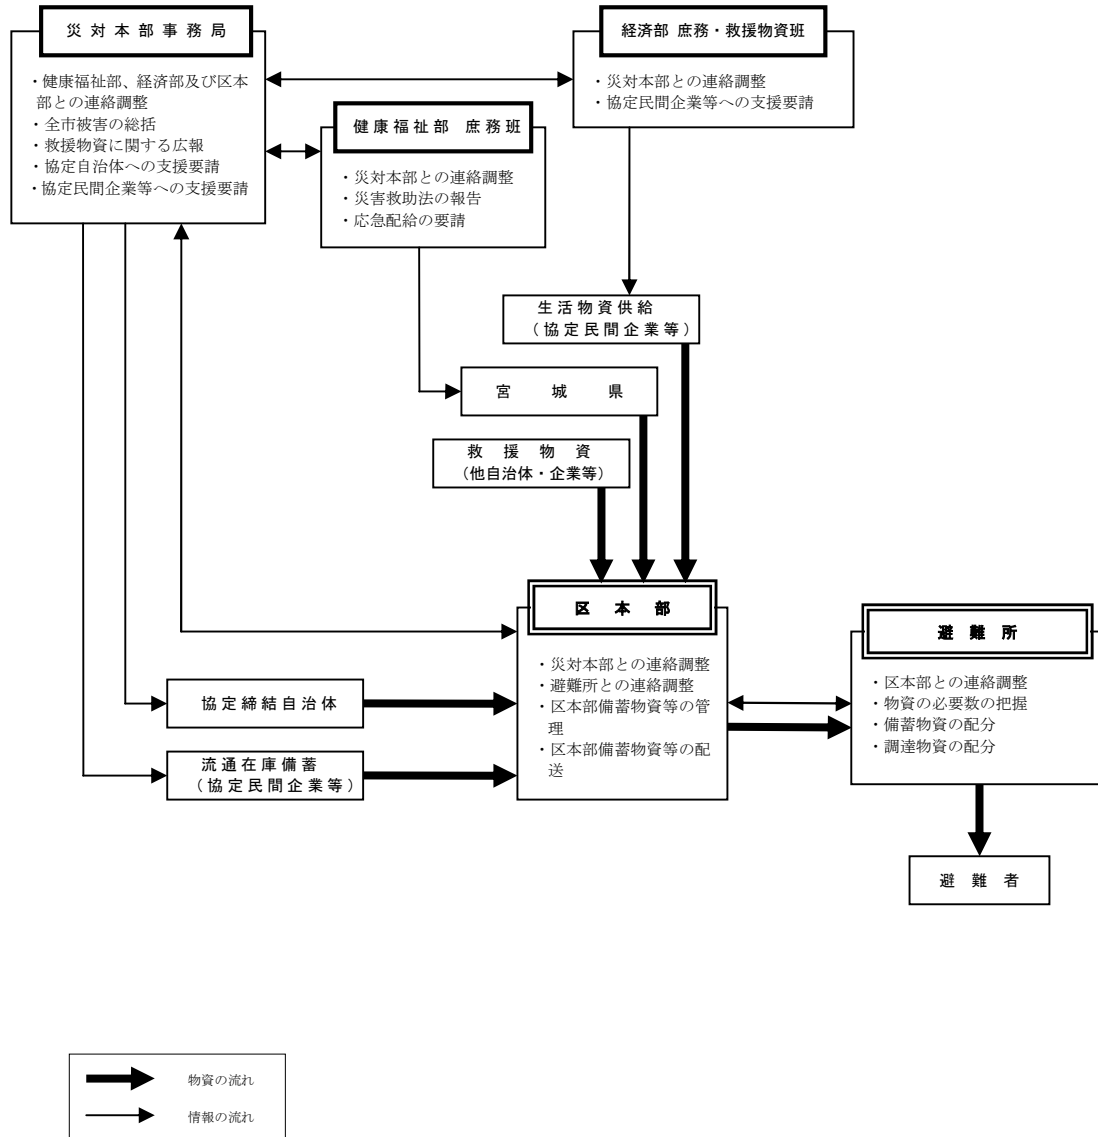 災対本部事務局
・健康福祉部、経済部及び区本
部との連絡調整
・全市被害の総括
・救援物資に関する広報
・協定自治体への支援要請
・協定民間企業等への支援要請
経済部 庶務・救援物資班
・災対本部との連絡調整
・協定民間企業等への支援要請
健康福祉部 庶務班
・災対本部との連絡調整
・災害救助法の報告
・応急配給の要請
生活物資供給
（協定民間企業等）
宮城県
救援物資
（他自治体・企業等）
区本部
・災対本部との連絡調整
・避難所との連絡調整
・区本部備蓄物資等の管
理
・区本部備蓄物資等の配
送
避難所
・区本部との連絡調整
・物資の必要数の把握
・備蓄物資の配分
・調達物資の配分
協定締結自治体
流通在庫備蓄
（協定民間企業等）
避難者
物資の流れ
情報の流れ